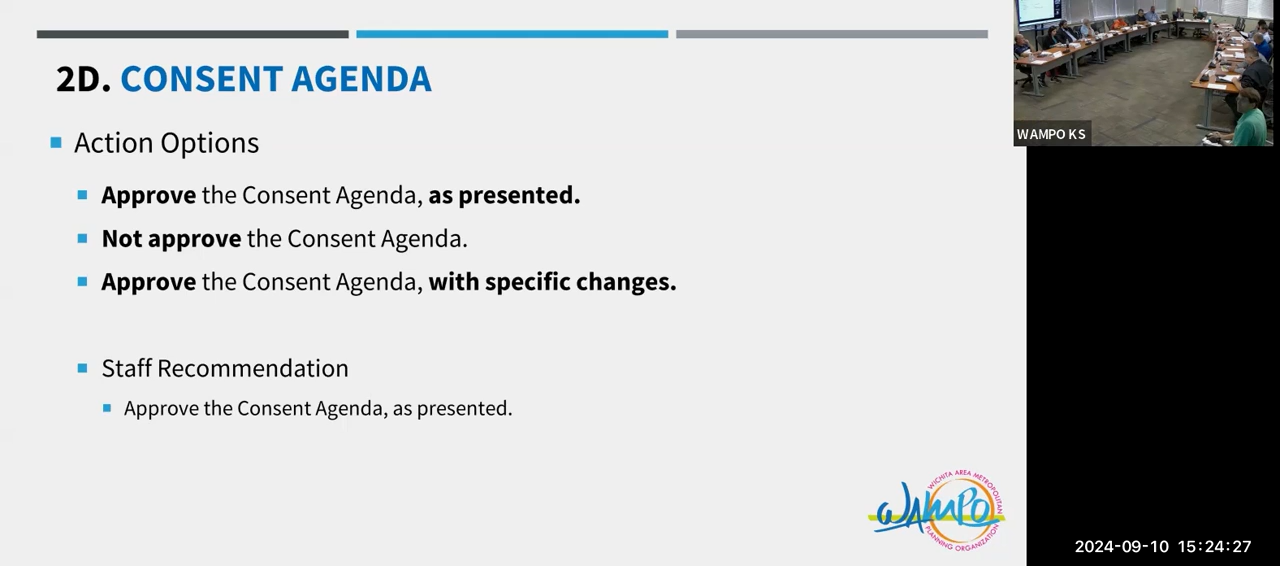 2D. CONSENT AGENDA
Action Options
Approve the Consent Agenda, as presented.
Not approve the Consent Agenda.
Approve the Consent Agenda, with specific changes.
Staff Recommendation
Approve the Consent Agenda, as presented.
WICHITA AREA METROPOLITAN
WAMPO
PLANNING ORGANIZATION
WAMPO KS
2024-09-10 15:24:27